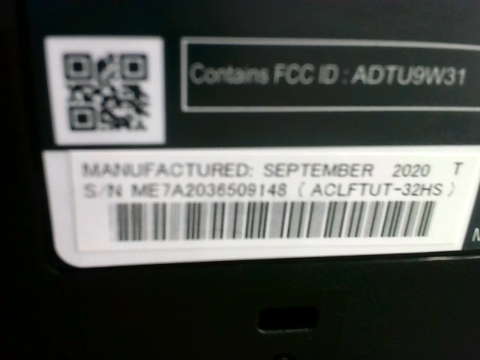 Contains FCC ID : ADTU9W31
MANUFACTURED: SEPTEMBER 2020 T
S/N ME7A2036509148 ( ACLFTUT-32HS )